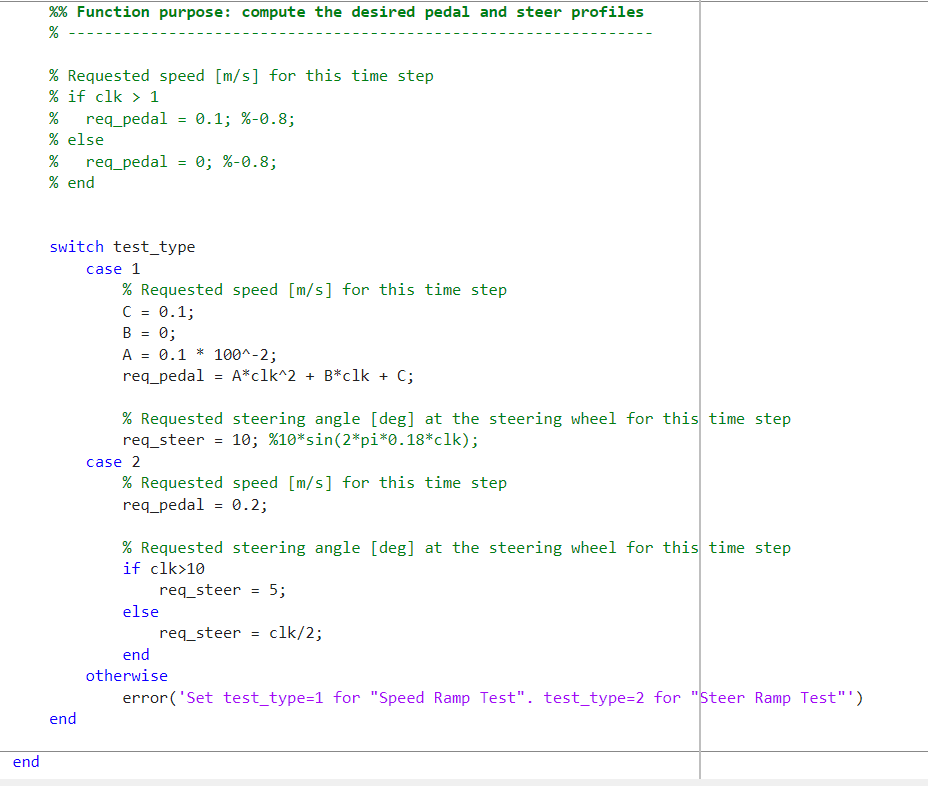 %% Function purpose: compute the desired pedal and steer profiles
% ----------------------------------------------------------------
% Requested speed [m/s] for this time step
% if clk > 1
%   req_pedal = 0.1; %-0.8;
% else
%   req_pedal = 0; %-0.8;
% end
switch test_type
    case 1
        % Requested speed [m/s] for this time step
        C = 0.1;
        B = 0;
        A = 0.1 * 100^-2;
        req_pedal = A*clk^2 + B*clk + C;
        % Requested steering angle [deg] at the steering wheel for this time step
        req_steer = 10; %10*sin(2*pi*0.18*clk);
    case 2
        % Requested speed [m/s] for this time step
        req_pedal = 0.2;
        % Requested steering angle [deg] at the steering wheel for this time step
        if clk>10
            req_steer = 5;
        else
            req_steer = clk/2;
        end
    otherwise
        error('Set test_type=1 for "Speed Ramp Test". test_type=2 for "Steer Ramp Test"')
end
end